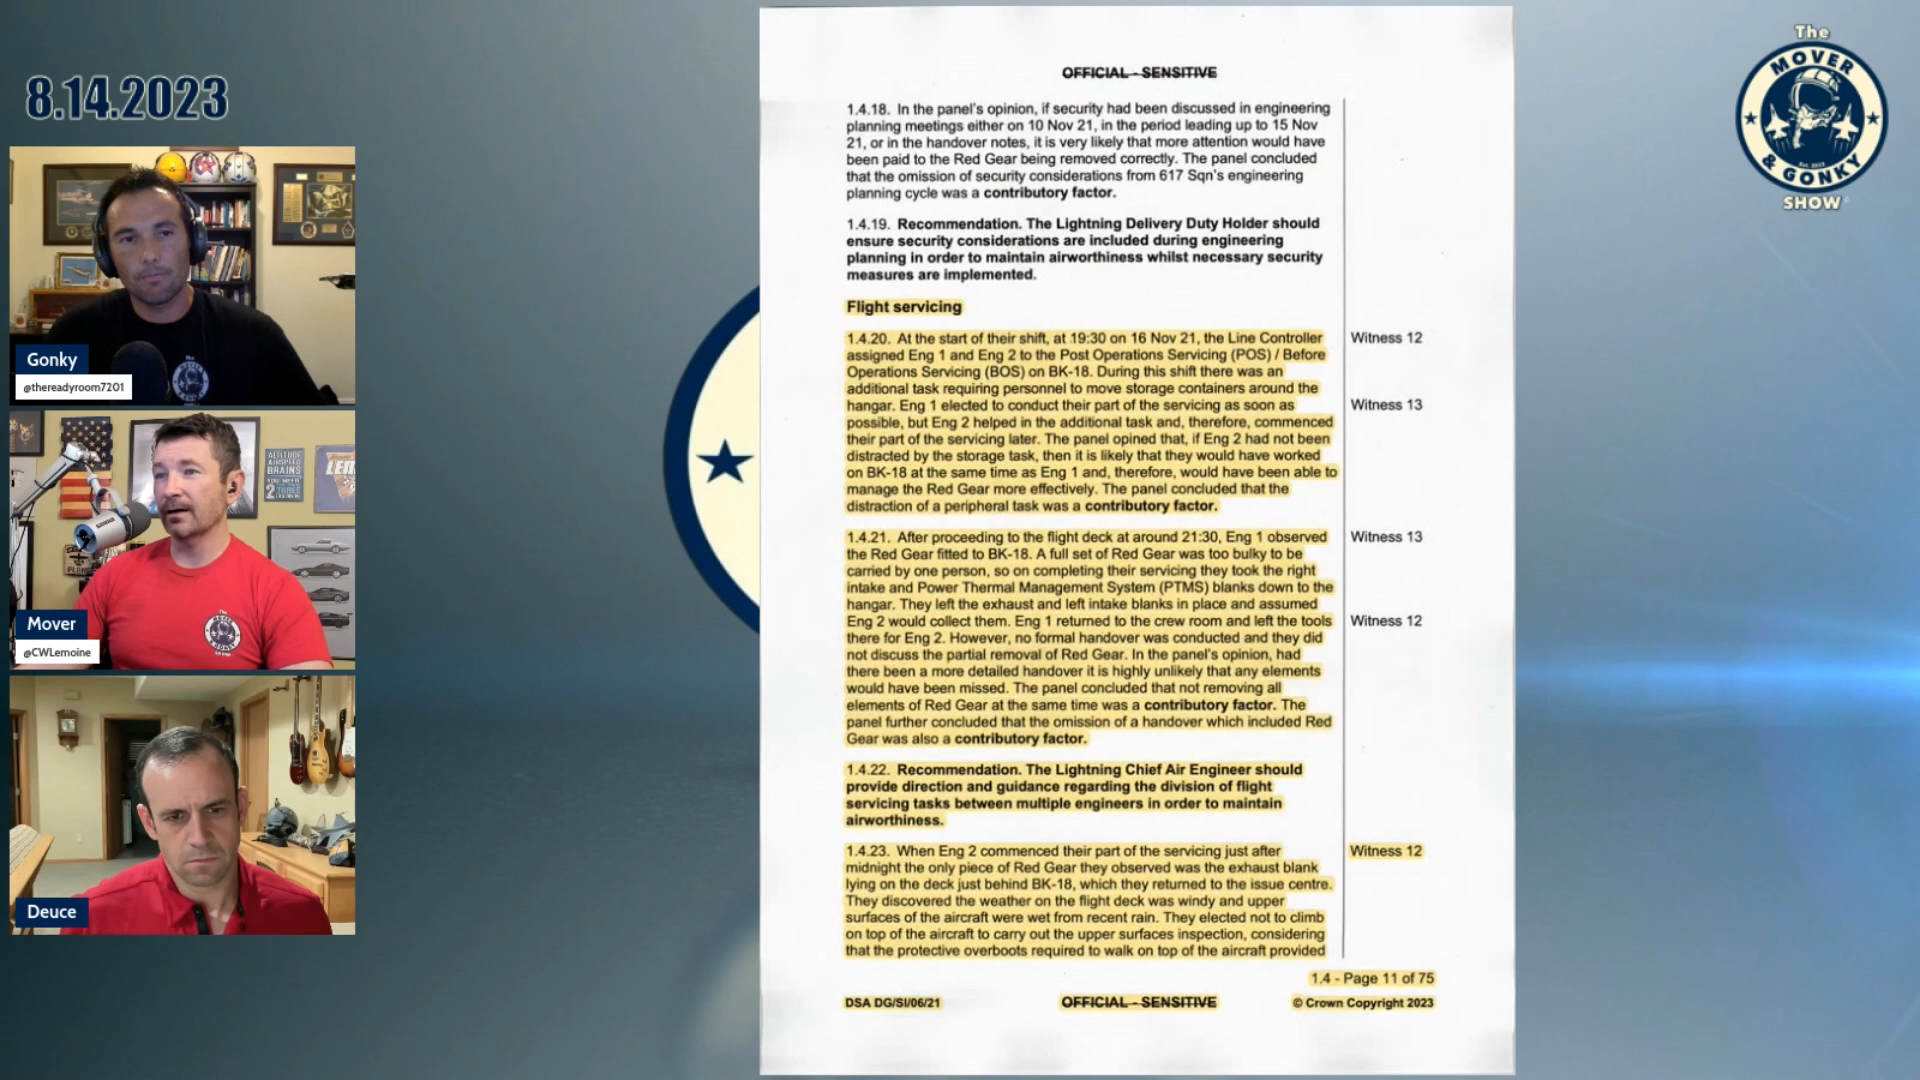 8.14.2023
Gonky
@thereadyroom7201
ALTITUDE
AIRSPEED
BRAINS
YOU NEED
2 OF
THREE
LEM
Mover
@CWLemoine
Deuce
OFFICIAL - SENSITIVE
1.4.18. In the panel's opinion, if security had been discussed in engineering
planning meetings either on 10 Nov 21, in the period leading up to 15 Nov
21, or in the handover notes, it is very likely that more attention would have
been paid to the Red Gear being removed correctly. The panel concluded
that the omission of security considerations from 617 Sqn's engineering
planning cycle was a contributory factor.
1.4.19. Recommendation. The Lightning Delivery Duty Holder should
ensure security considerations are included during engineering
planning in order to maintain airworthiness whilst necessary security
measures are implemented.
Flight servicing
1.4.20. At the start of their shift, at 19:30 on 16 Nov 21, the Line Controller
assigned Eng 1 and Eng 2 to the Post Operations Servicing (POS) / Before
Operations Servicing (BOS) on BK-18. During this shift there was an
additional task requiring personnel to move storage containers around the
hangar. Eng 1 elected to conduct their part of the servicing as soon as
possible, but Eng 2 helped in the additional task and, therefore, commenced
their part of the servicing later. The panel opined that, if Eng 2 had not been
distracted by the storage task, then it is likely that they would have worked
on BK-18 at the same time as Eng 1 and, therefore, would have been able to
manage the Red Gear more effectively. The panel concluded that the
distraction of a peripheral task was a contributory factor.
Witness 12
Witness 13
1.4.21. After proceeding to the flight deck at around 21:30, Eng 1 observed
the Red Gear fitted to BK-18. A full set of Red Gear was too bulky to be
carried by one person, so on completing their servicing they took the right
intake and Power Thermal Management System (PTMS) blanks down to the
hangar. They left the exhaust and left intake blanks in place and assumed
Eng 2 would collect them. Eng 1 returned to the crew room and left the tools
there for Eng 2. However, no formal handover was conducted and they did
not discuss the partial removal of Red Gear. In the panel's opinion, had
there been a more detailed handover it is highly unlikely that any elements
would have been missed. The panel concluded that not removing all
elements of Red Gear at the same time was a contributory factor. The
panel further concluded that the omission of a handover which included Red
Gear was also a contributory factor.
Witness 13
Witness 12
1.4.22. Recommendation. The Lightning Chief Air Engineer should
provide direction and guidance regarding the division of flight
servicing tasks between multiple engineers in order to maintain
airworthiness.
1.4.23. When Eng 2 commenced their part of the servicing just after
midnight the only piece of Red Gear they observed was the exhaust blank
lying on the deck just behind BK-18, which they returned to the issue centre.
They discovered the weather on the flight deck was windy and upper
surfaces of the aircraft were wet from recent rain. They elected not to climb
on top of the aircraft to carry out the upper surfaces inspection, considering
that the protective overboots required to walk on top of the aircraft provided
Witness 12
1.4 - Page 11 of 75
DSA DG/SI/06/21
OFFICIAL - SENSITIVE
© Crown Copyright 2023
The
MOVER
& GONKY
SHOW